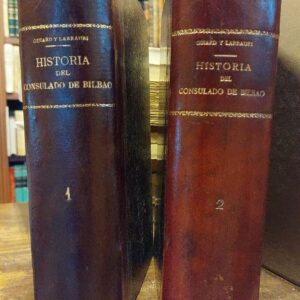 GUIARD Y LARRAURI
HISTORIA
DEL
CONSULADO DE BILBAO
1
GUIARD Y LARRAURI
HISTORIA
DEL
CONSULADO DE BILBAO
2